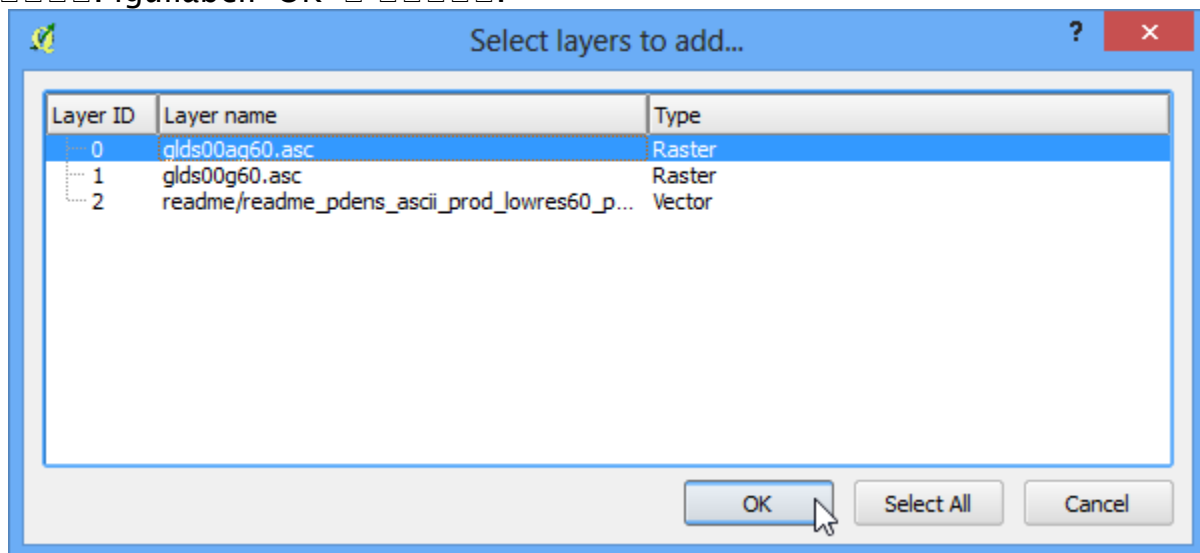 Select layers to add...
?
Layer ID Layer name Type
0 glds00ag60.asc Raster
1 glds00g60.asc Raster
2 readme/readme_pdens_ascii_prod_lowres60_p... Vector
OK Select All Cancel